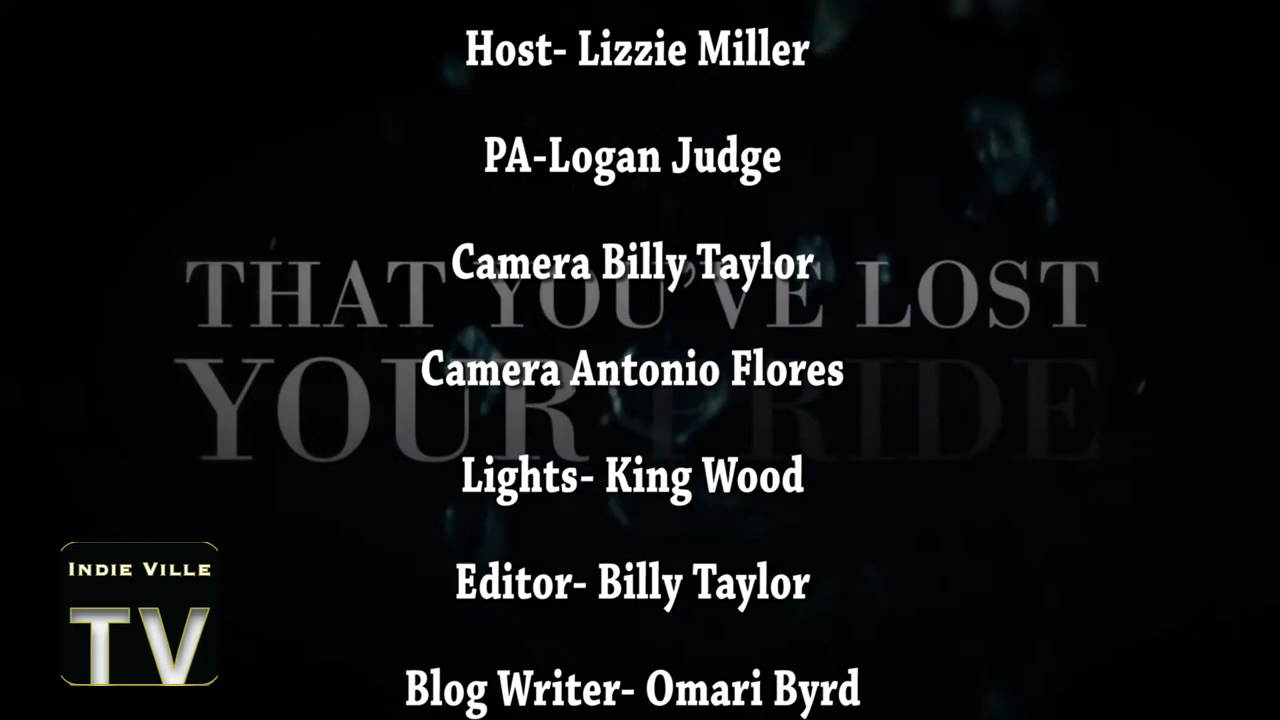 Host- Lizzie Miller
PA-Logan Judge
Camera Billy Taylor
THAT YOU'VE LOST
Camera Antonio Flores
YOUR PRIDE
Lights- King Wood
INDIE VILLE
TV
Editor- Billy Taylor
Blog Writer- Omari Byrd